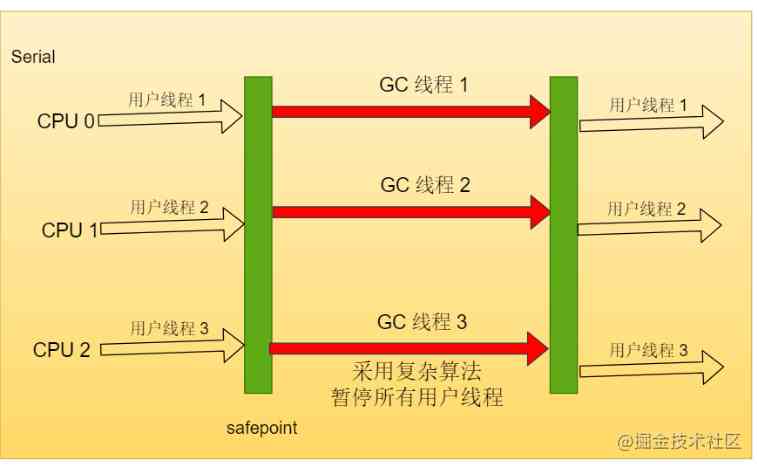 Serial
GC 线程 1
用户线程 1
用户线程 1
CPU 0
GC 线程 2
用户线程 2
用户线程 2
CPU 1
GC 线程 3
用户线程 3
用户线程 3
CPU 2
采用复杂算法
暂停所有用户线程
safepoint
@掘金技术社区